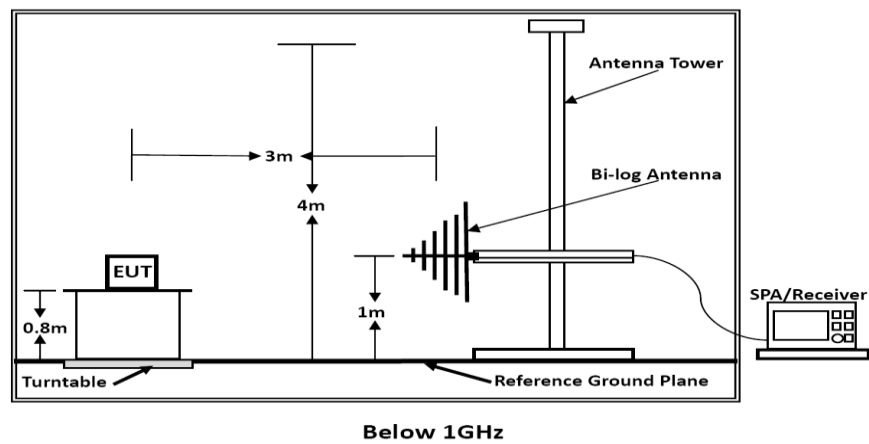 Antenna Tower
3m
Bi-log Antenna
4m
EUT
0.8m
1m
SPA/Receiver
Turntable
Reference Ground Plane
Below 1GHz